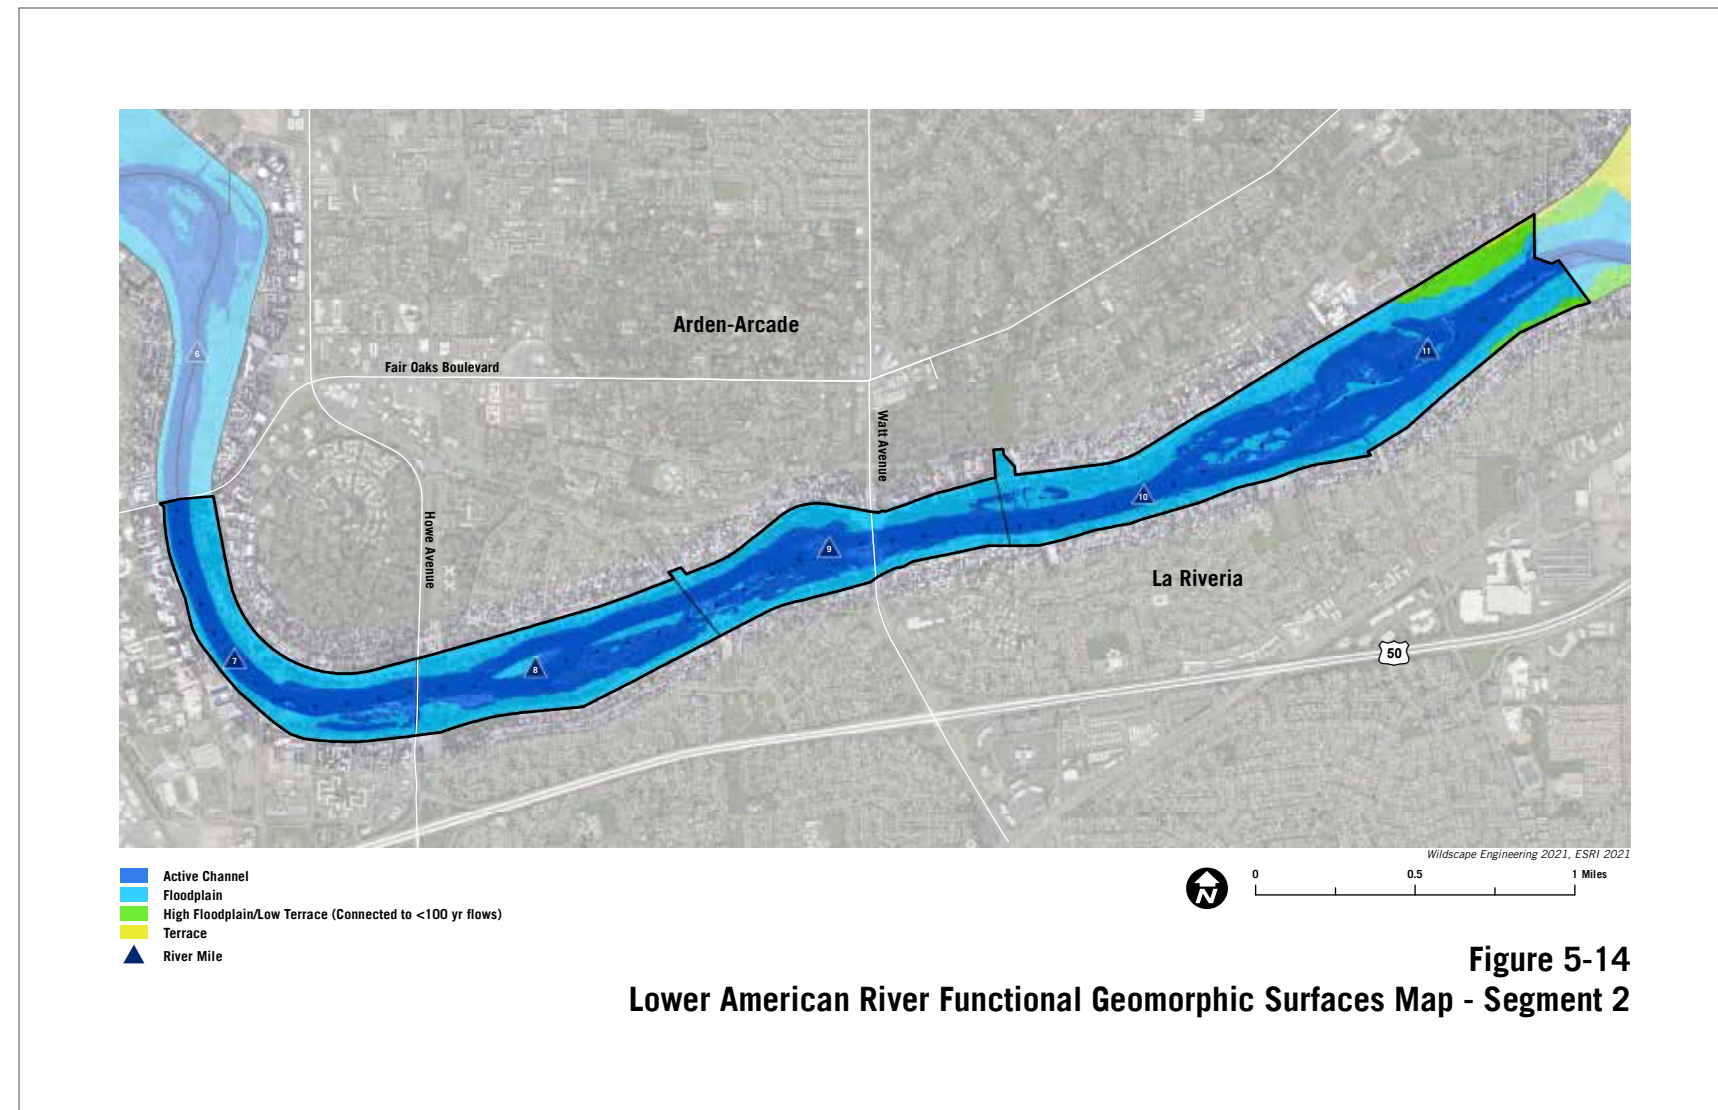 6
Arden-Arcade
11
Fair Oaks Boulevard
Watt Avenue
10
Howe Avenue
9
La Riveria
50
7
8
Wildscape Engineering 2021, ESRI 2021
Active Channel
Floodplain
High Floodplain/Low Terrace (Connected to <100 yr flows)
Terrace
River Mile
N
0 0.5 1 Miles
Figure 5-14
Lower American River Functional Geomorphic Surfaces Map - Segment 2